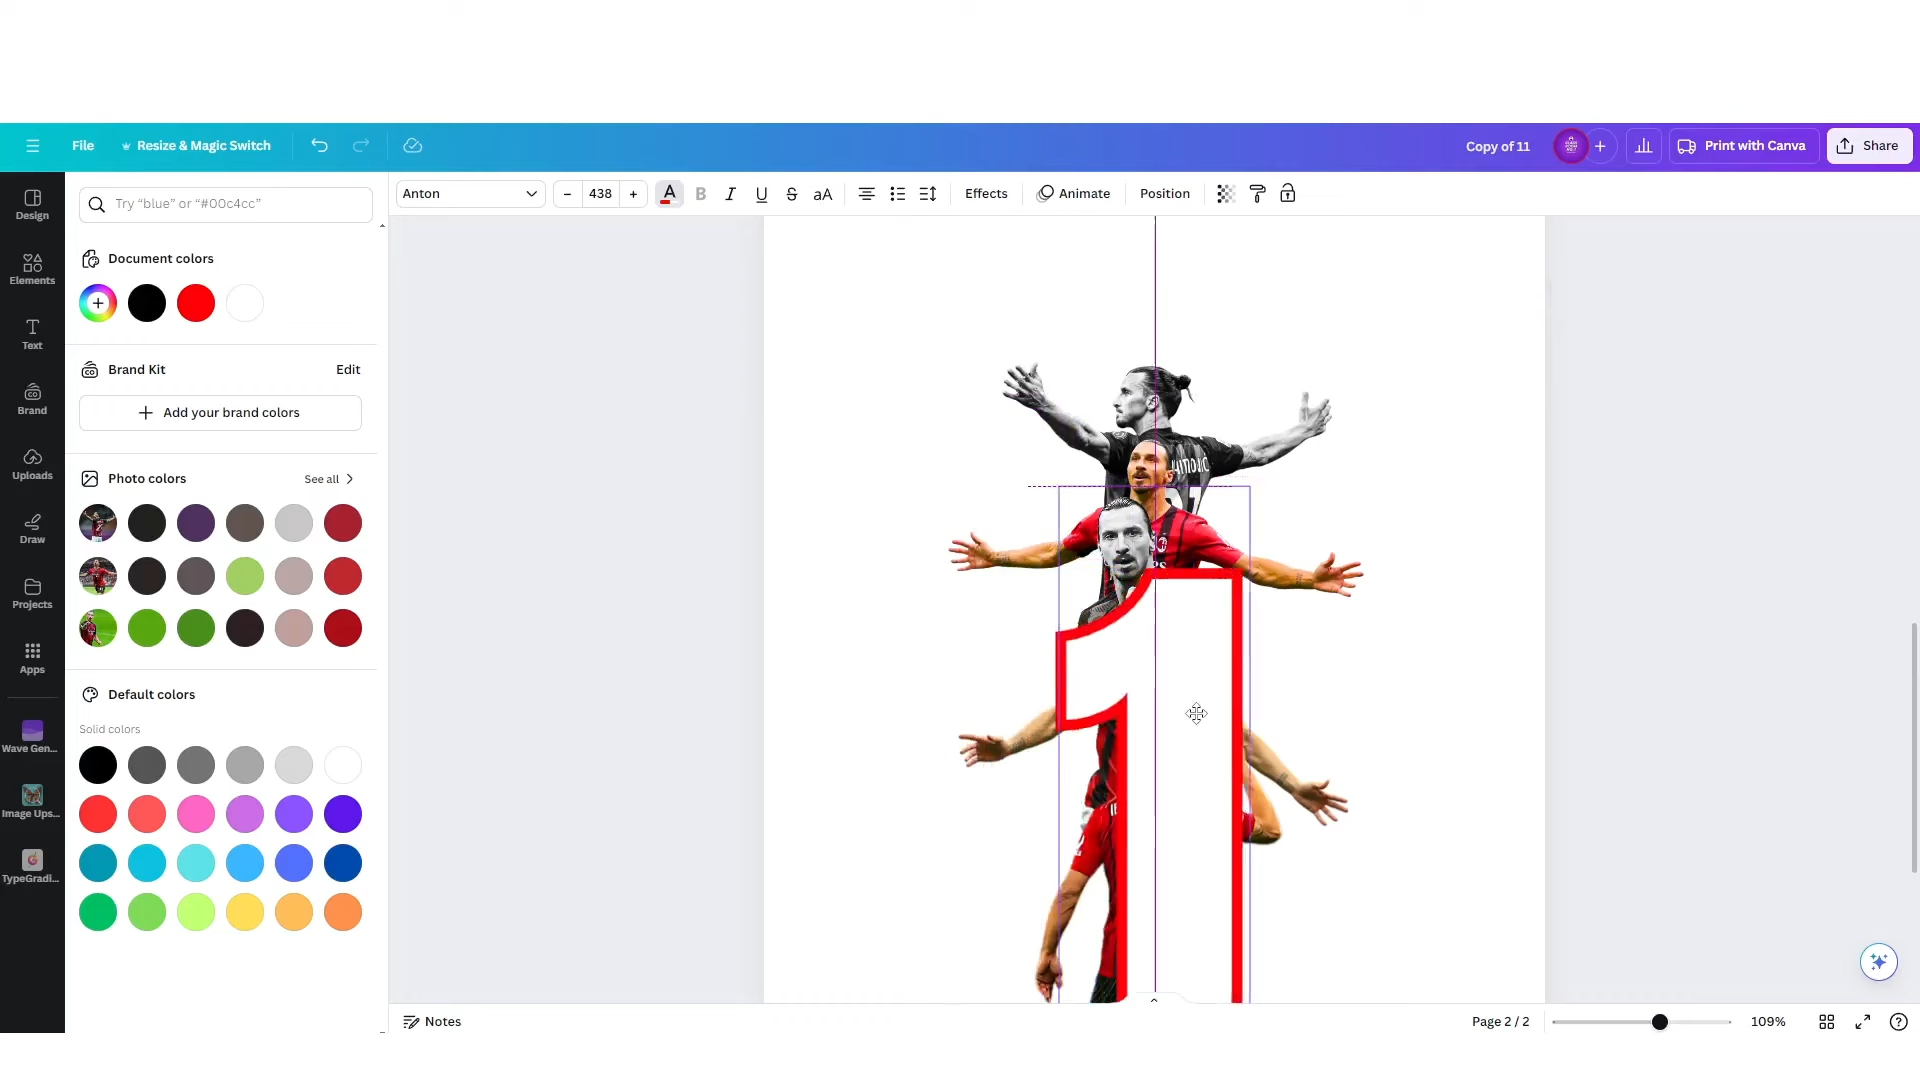 File
Resize & Magic Switch
Copy of 11
Print with Canva
Share
Anton
438
A
B
I
U
S
aA
Effects
Animate
Position
Design
Elements
Text
Brand
Uploads
Draw
Projects
Apps
Wave Gen...
Image Ups...
TypeGradi...
Try “blue” or “#00c4cc”
Document colors
Brand Kit
Edit
Add your brand colors
Photo colors
See all
Default colors
Solid colors
1
Notes
Page 2 / 2
109%